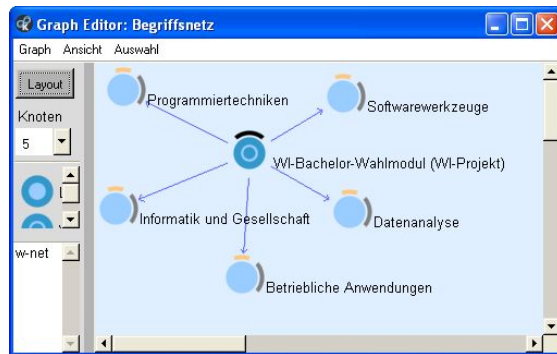 Graph Editor: Begriffsnetz
Graph Ansicht Auswahl
Layout
Knoten
5
w-net
Programmiertechniken
Softwarewerkzeuge
WI-Bachelor-Wahlmodul (WI-Projekt)
Informatik und Gesellschaft
Datenanalyse
Betriebliche Anwendungen